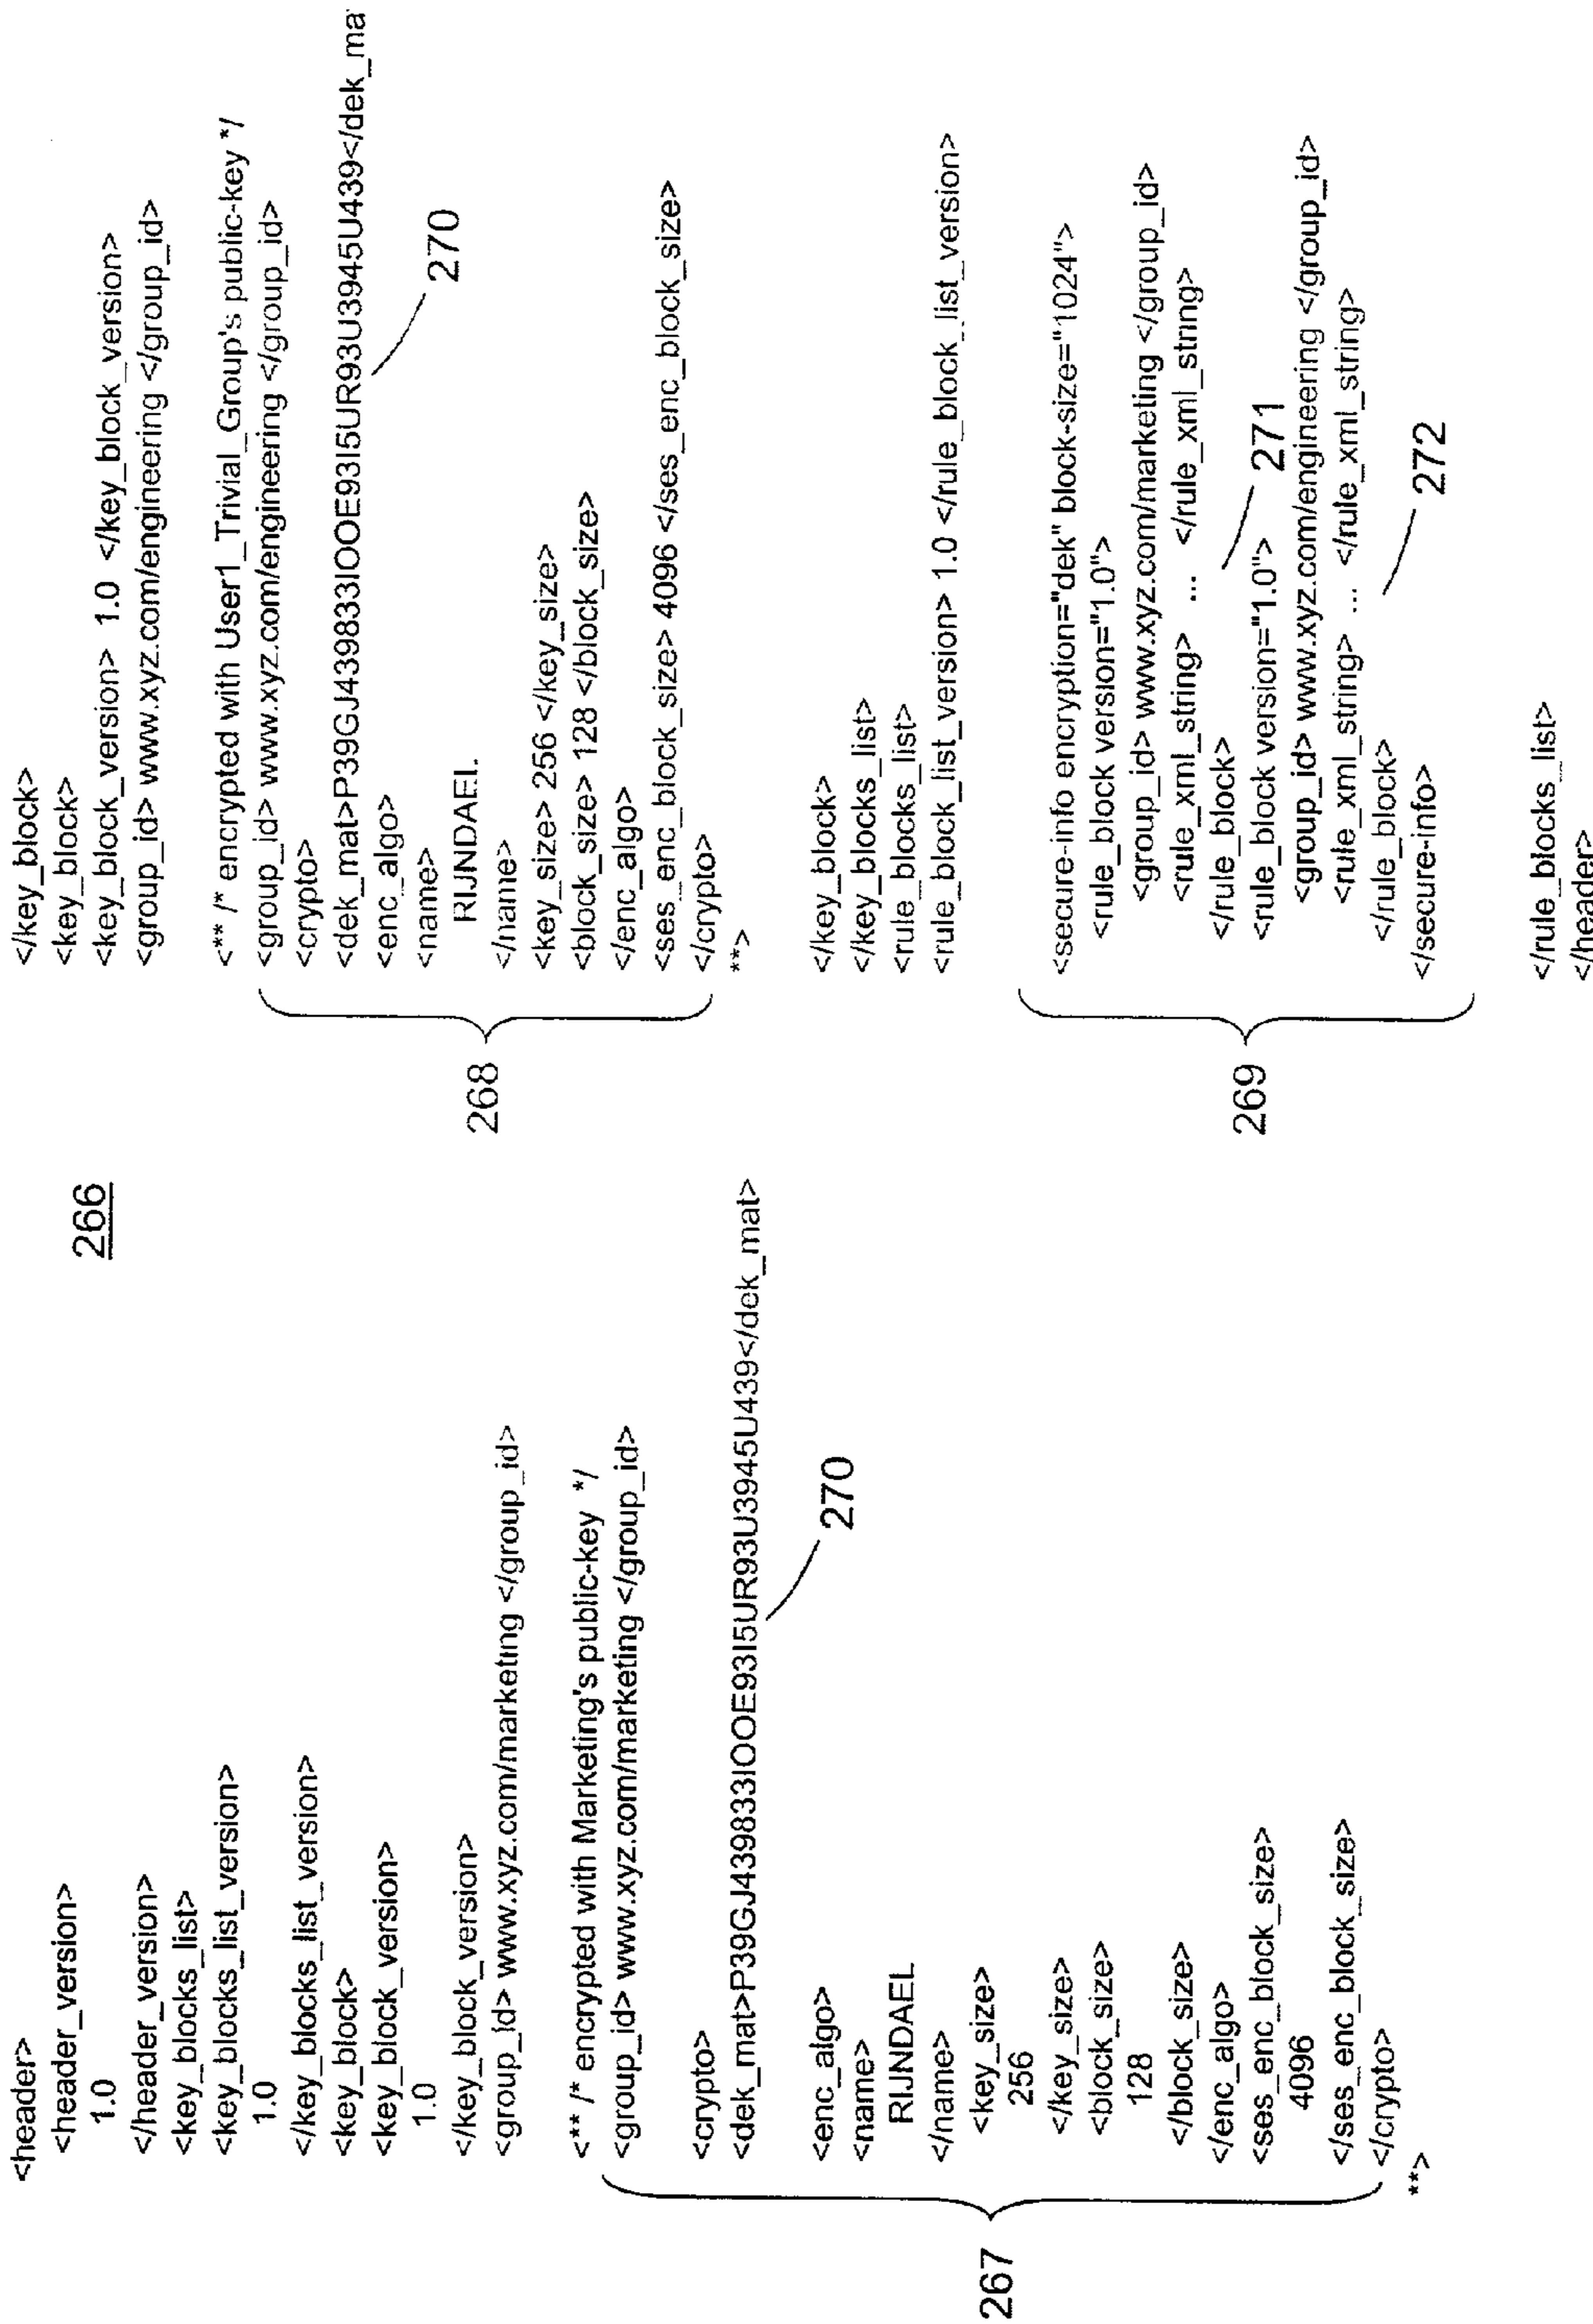 266
<header>
<header_version>
1.0
</header_version>
<key_blocks_list>
<key_blocks_list_version>
1.0
</key_blocks_list_version>
<key_block>
<key_block_version>
1.0
</key_block_version>
<group_id> www.xyz.com/marketing </group_id>
<** /* encrypted with Marketing's public-key */
<group_id> www.xyz.com/marketing </group_id>
<crypto>
<dek_mat>P39GJ439833IOOE93I5UR93U3945U439</dek_mat>
270
<enc_algo>
<name>
RIJNDAEL
</name>
<key_size>
256
</key_size>
<block_size>
128
</block_size>
</enc_algo>
<ses_enc_block_size>
4096
</ses_enc_block_size>
</crypto>
**>
267
</key_block>
<key_block>
<key_block_version> 1.0 </key_block_version>
<group_id> www.xyz.com/engineering </group_id>
<** /* encrypted with User1_Trivial_Group's public-key */
<group_id> www.xyz.com/engineering </group_id>
<crypto>
<dek_mat>P39GJ439833IOOE93I5UR93U3945U439</dek_ma
270
<enc_algo>
<name>
RIJNDAEL
</name>
<key_size> 256 </key_size>
<block_size> 128 </block_size>
</enc_algo>
<ses_enc_block_size> 4096 </ses_enc_block_size>
</crypto>
**>
268
</key_block>
</key_blocks_list>
<rule_blocks_list>
<rule_block_list_version> 1.0 </rule_block_list_version>
<secure-info encryption="dek" block-size="1024">
<rule_block version="1.0">
<group_id> www.xyz.com/marketing </group_id>
<rule_xml_string> ... </rule_xml_string>
</rule_block>
271
<rule_block version="1.0">
<group_id> www.xyz.com/engineering </group_id>
<rule_xml_string> ... </rule_xml_string>
</rule_block>
272
</secure-info>
269
</rule_blocks_list>
</header>